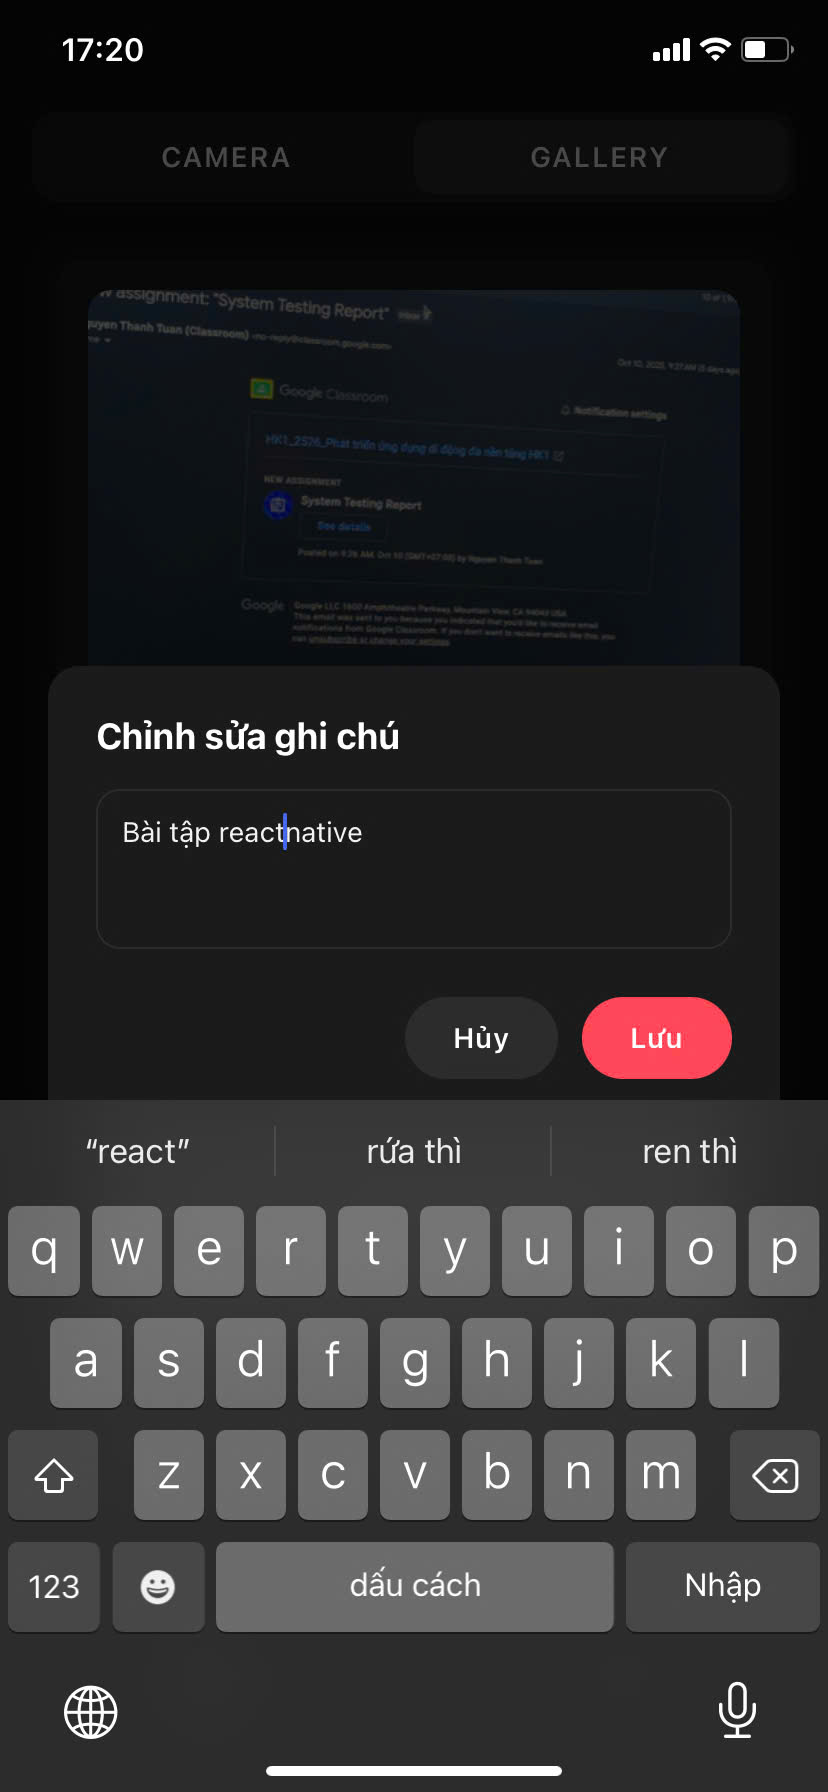 17:20
CAMERA
GALLERY
assignment: "System Testing Report"
guyen Thanh Tuan (Classroom) <no-reply@classroom.google.com>
Oct 10, 2025, 9:27 AM (5 days ago)
Google Classroom
Notification settings
HK1_2526_Phát triển ứng dụng di động đa nền tảng HK1
NEW ASSIGNMENT
System Testing Report
See details
Posted on 9:26 AM, Oct 10 (GMT+07:00) by Nguyen Thanh Tuan
Google
Google LLC 1600 Amphitheatre Parkway, Mountain View, CA 94043 USA
This email was sent to you because you indicated that you'd like to receive email
notifications from Google Classroom. If you don't want to receive emails like this, you
can unsubscribe or change your settings.
Chỉnh sửa ghi chú
Bài tập reactnative
Hủy
Lưu
“react”
rứa thì
ren thì
q w e r t y u i o p
a s d f g h j k l
z x c v b n m
123
dấu cách
Nhập